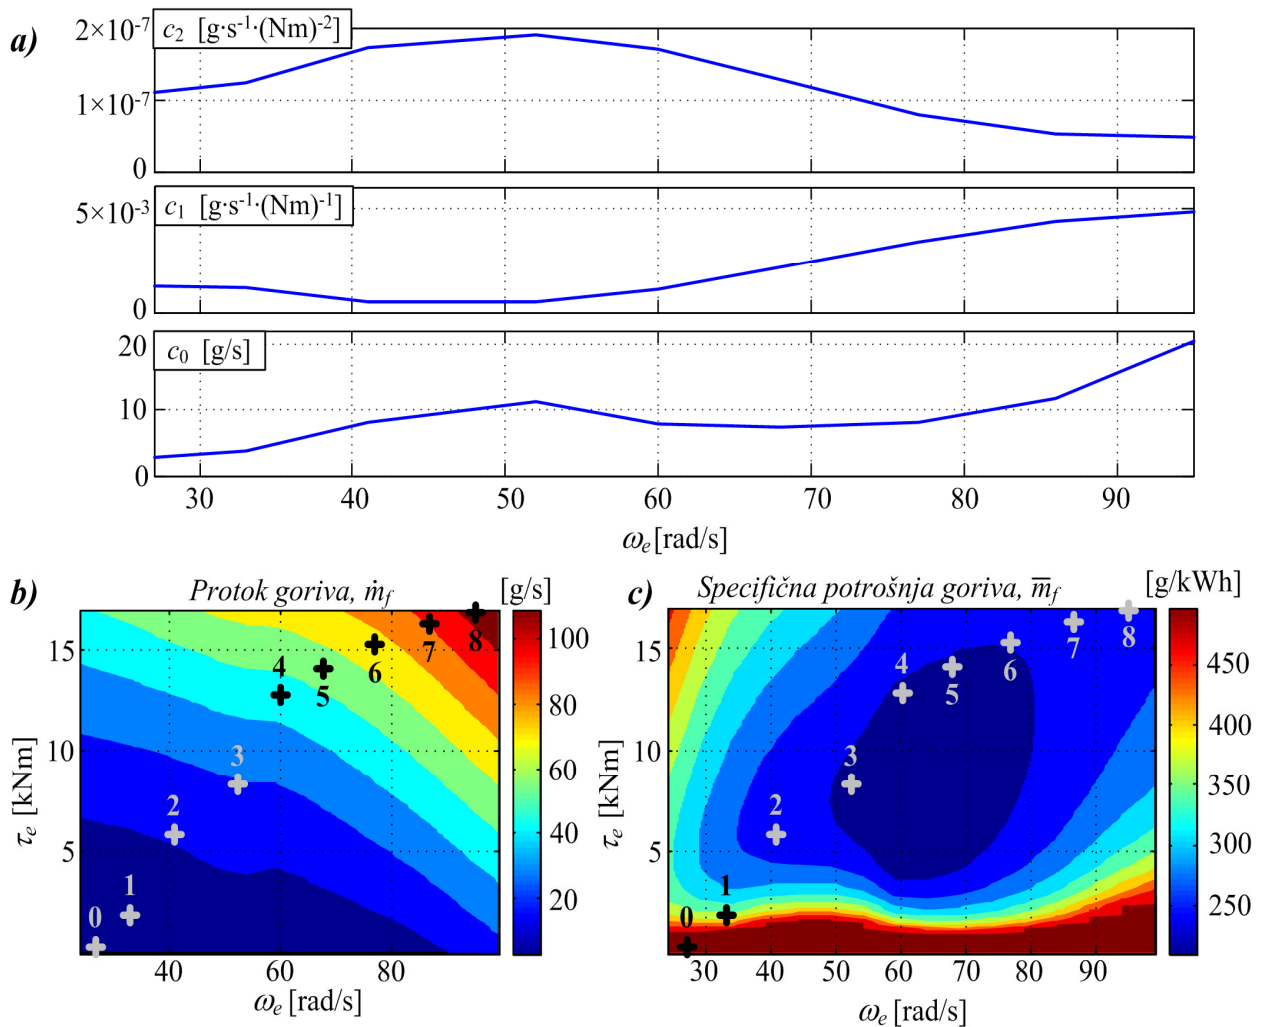 a)
c₂ [g·s⁻¹·(Nm)⁻²]
2×10⁻⁷
1×10⁻⁷
0
c₁ [g·s⁻¹·(Nm)⁻¹]
5×10⁻³
0
c₀ [g/s]
20
10
0
30 40 50 60 70 80 90
ωₑ[rad/s]
b)
Protok goriva, ṁ_f
[g/s]
15
10
5
τₑ [kNm]
0
1
2
3
4
5
6
7
8
100
80
60
40
20
40 60 80
ωₑ[rad/s]
c)
Specifična potrošnja goriva, m̅_f
[g/kWh]
15
10
5
τₑ [kNm]
0
1
2
3
4
5
6
7
8
450
400
350
300
250
30 40 50 60 70 80 90
ωₑ [rad/s]